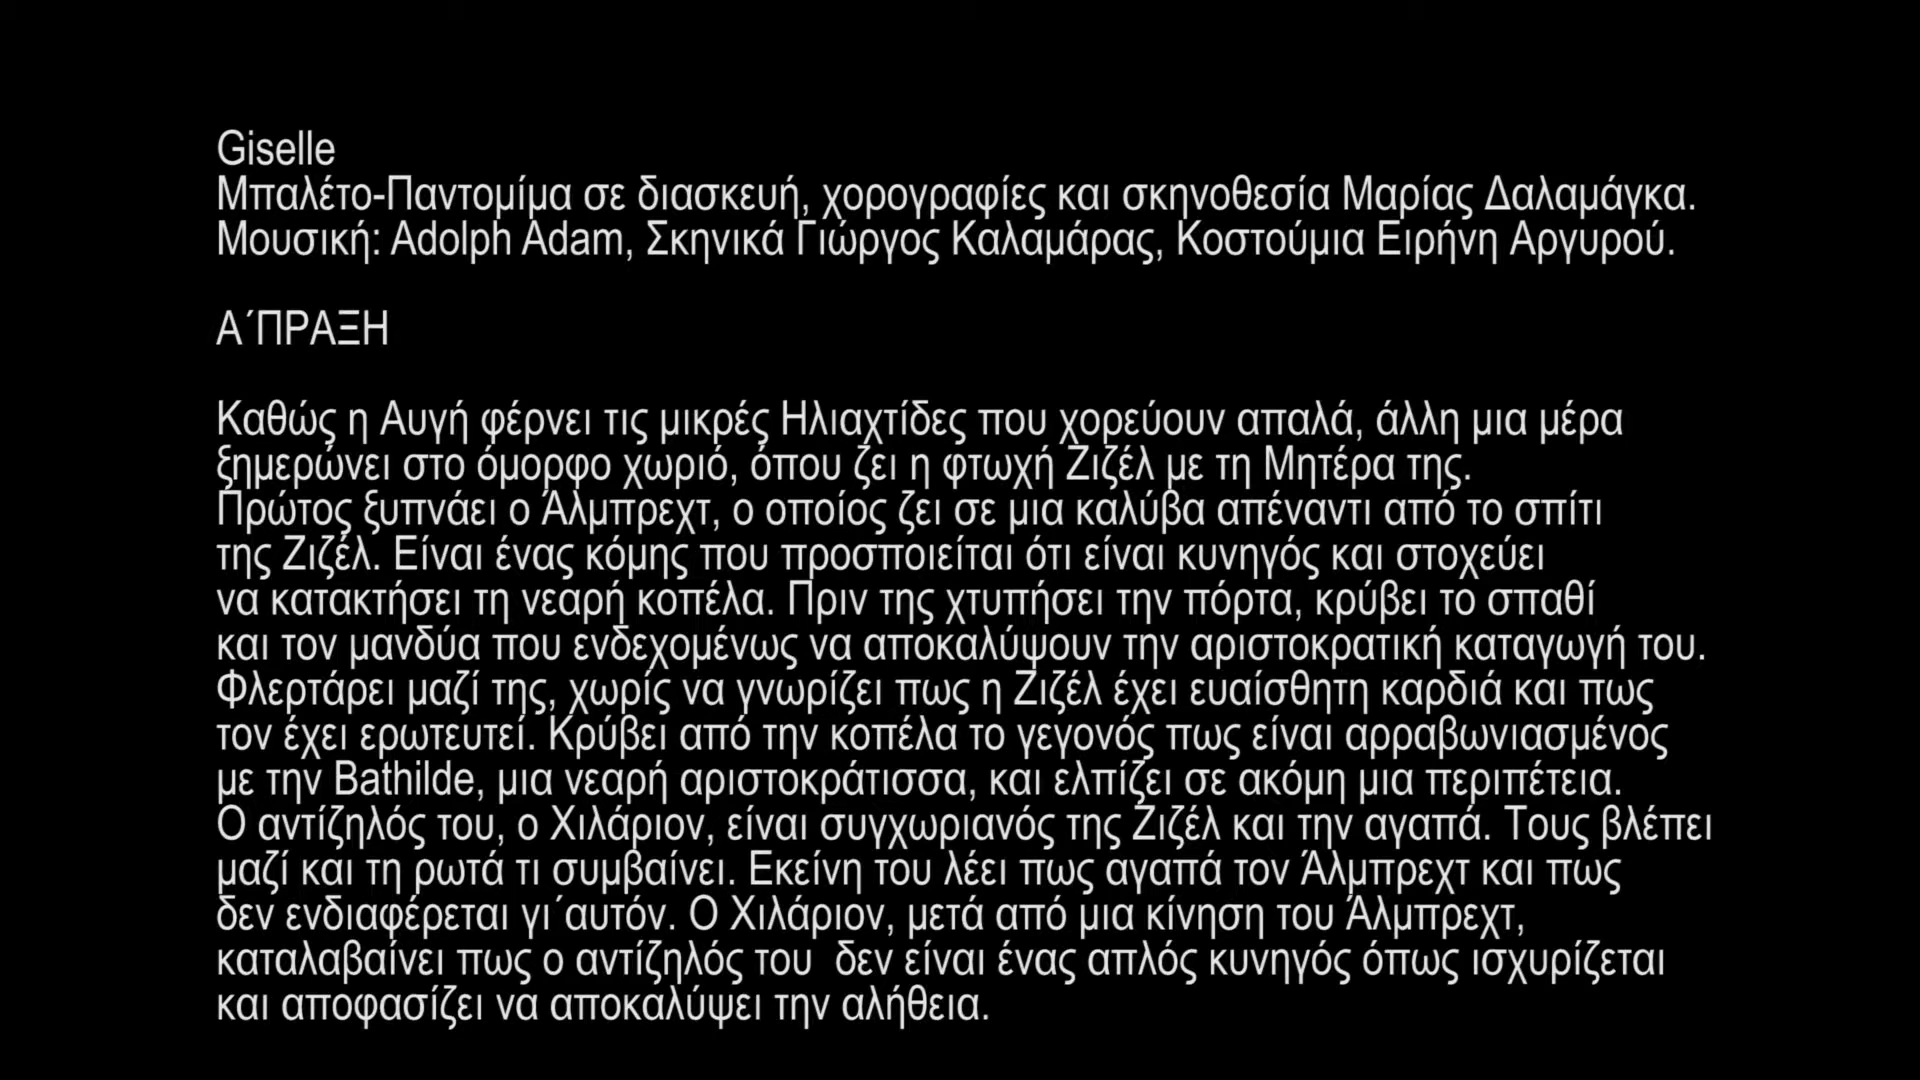 Giselle
Μπαλέτο-Παντομίμα σε διασκευή, χορογραφίες και σκηνοθεσία Μαρίας Δαλαμάγκα.
Μουσική: Adolph Adam, Σκηνικά Γιώργος Καλαμάρας, Κοστούμια Ειρήνη Αργυρού.
Α΄ΠΡΑΞΗ
Καθώς η Αυγή φέρνει τις μικρές Ηλιαχτίδες που χορεύουν απαλά, άλλη μια μέρα
ξημερώνει στο όμορφο χωριό, όπου ζει η φτωχή Ζιζέλ με τη Μητέρα της.
Πρώτος ξυπνάει ο Άλμπρεχτ, ο οποίος ζει σε μια καλύβα απέναντι από το σπίτι
της Ζιζέλ. Είναι ένας κόμης που προσποιείται ότι είναι κυνηγός και στοχεύει
να κατακτήσει τη νεαρή κοπέλα. Πριν της χτυπήσει την πόρτα, κρύβει το σπαθί
και τον μανδύα που ενδεχομένως να αποκαλύψουν την αριστοκρατική καταγωγή του.
Φλερτάρει μαζί της, χωρίς να γνωρίζει πως η Ζιζέλ έχει ευαίσθητη καρδιά και πως
τον έχει ερωτευτεί. Κρύβει από την κοπέλα το γεγονός πως είναι αρραβωνιασμένος
με την Bathilde, μια νεαρή αριστοκράτισσα, και ελπίζει σε ακόμη μια περιπέτεια.
Ο αντίζηλός του, ο Χιλάριον, είναι συγχωριανός της Ζιζέλ και την αγαπά. Τους βλέπει
μαζί και τη ρωτά τι συμβαίνει. Εκείνη του λέει πως αγαπά τον Άλμπρεχτ και πως
δεν ενδιαφέρεται γι΄αυτόν. Ο Χιλάριον, μετά από μια κίνηση του Άλμπρεχτ,
καταλαβαίνει πως ο αντίζηλός του  δεν είναι ένας απλός κυνηγός όπως ισχυρίζεται
και αποφασίζει να αποκαλύψει την αλήθεια.